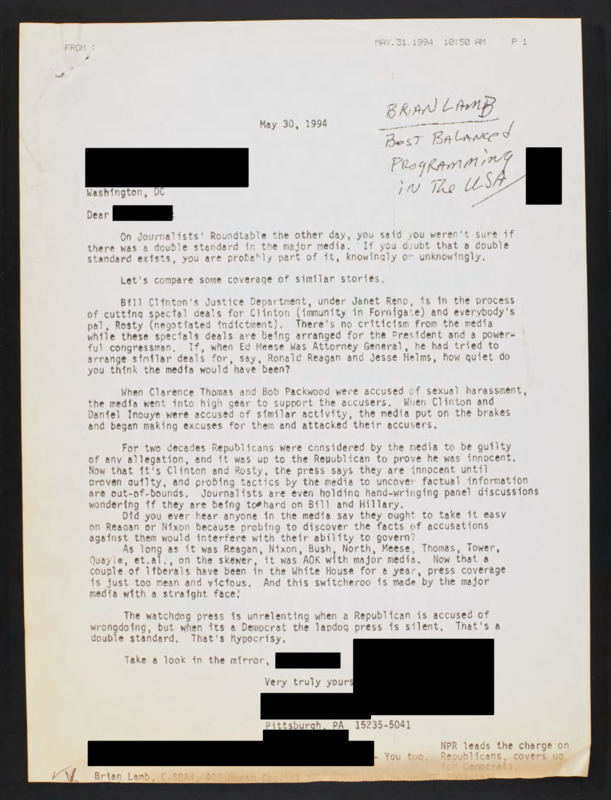 FROM :
MAY.31.1994 10:50 AM P 1
May 30, 1994
BRIAN LAMB
BEST BALANCED
PROGRAMMING
IN THE USA
Washington, DC
Dear
On Journalists' Roundtable the other day, you said you weren't sure if
there was a double standard in the major media. If you doubt that a double
standard exists, you are probably part of it, knowingly or unknowingly.
Let's compare some coverage of similar stories.
Bill Clinton's Justice Department, under Janet Reno, is in the process
of cutting special deals for Clinton (immunity in Fornigate) and everybody's
pal, Rosty (negotiated indictment). There's no criticism from the media
while these specials deals are being arranged for the President and a power-
ful congressman. If, when Ed Meese Was Attorney General, he had tried to
arrange similar deals for, say, Ronald Reagan and Jesse Helms, how quiet do
you think the media would have been?
When Clarence Thomas and Bob Packwood were accused of sexual harassment,
the media went into high gear to support the accusers. When Clinton and
Daniel Inouye were accused of similar activity, the media put on the brakes
and began making excuses for them and attacked their accusers.
For two decades Republicans were considered by the media to be guilty
of any allegation, and it was up to the Republican to prove he was innocent.
Now that it's Clinton and Rosty, the press says they are innocent until
proven guilty, and probing tactics by the media to uncover factual information
are out-of-bounds. Journalists are even holding hand-wringing panel discussions
wondering if they are being to hard on Bill and Hillary.
Did you ever hear anyone in the media say they ought to take it easy
on Reagan or Nixon because probing to discover the facts of accusations
against them would interfere with their ability to govern?
As long as it was Reagan, Nixon, Bush, North, Meese, Thomas, Tower,
Quayle, et.al., on the skewer, it was AOK with major media. Now that a
couple of liberals have been in the White House for a year, press coverage
is just too mean and vicious. And this switcheroo is made by the major
media with a straight face!
The watchdog press is unrelenting when a Republican is accused of
wrongdoing, but when its a Democrat the lapdog press is silent. That's a
double standard. That's hypocrisy.
Take a look in the mirror,
Very truly yours
Pittsburgh, PA 15235-5041
- You too.
NPR leads the charge on
Republicans, covers up
for Democrats.
Brian Lamb, C-SPAN, 400 North